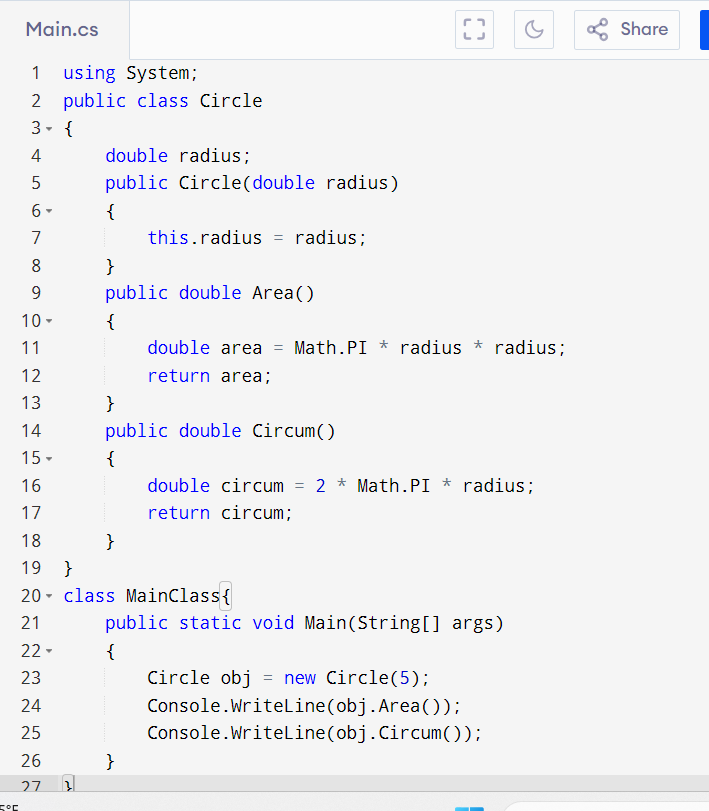 Main.cs
Share
1 using System;
2 public class Circle
3 {
4 double radius;
5 public Circle(double radius)
6 {
7 this.radius = radius;
8 }
9 public double Area()
10 {
11 double area = Math.PI * radius * radius;
12 return area;
13 }
14 public double Circum()
15 {
16 double circum = 2 * Math.PI * radius;
17 return circum;
18 }
19 }
20 class MainClass{
21 public static void Main(String[] args)
22 {
23 Circle obj = new Circle(5);
24 Console.WriteLine(obj.Area());
25 Console.WriteLine(obj.Circum());
26 }
27 }